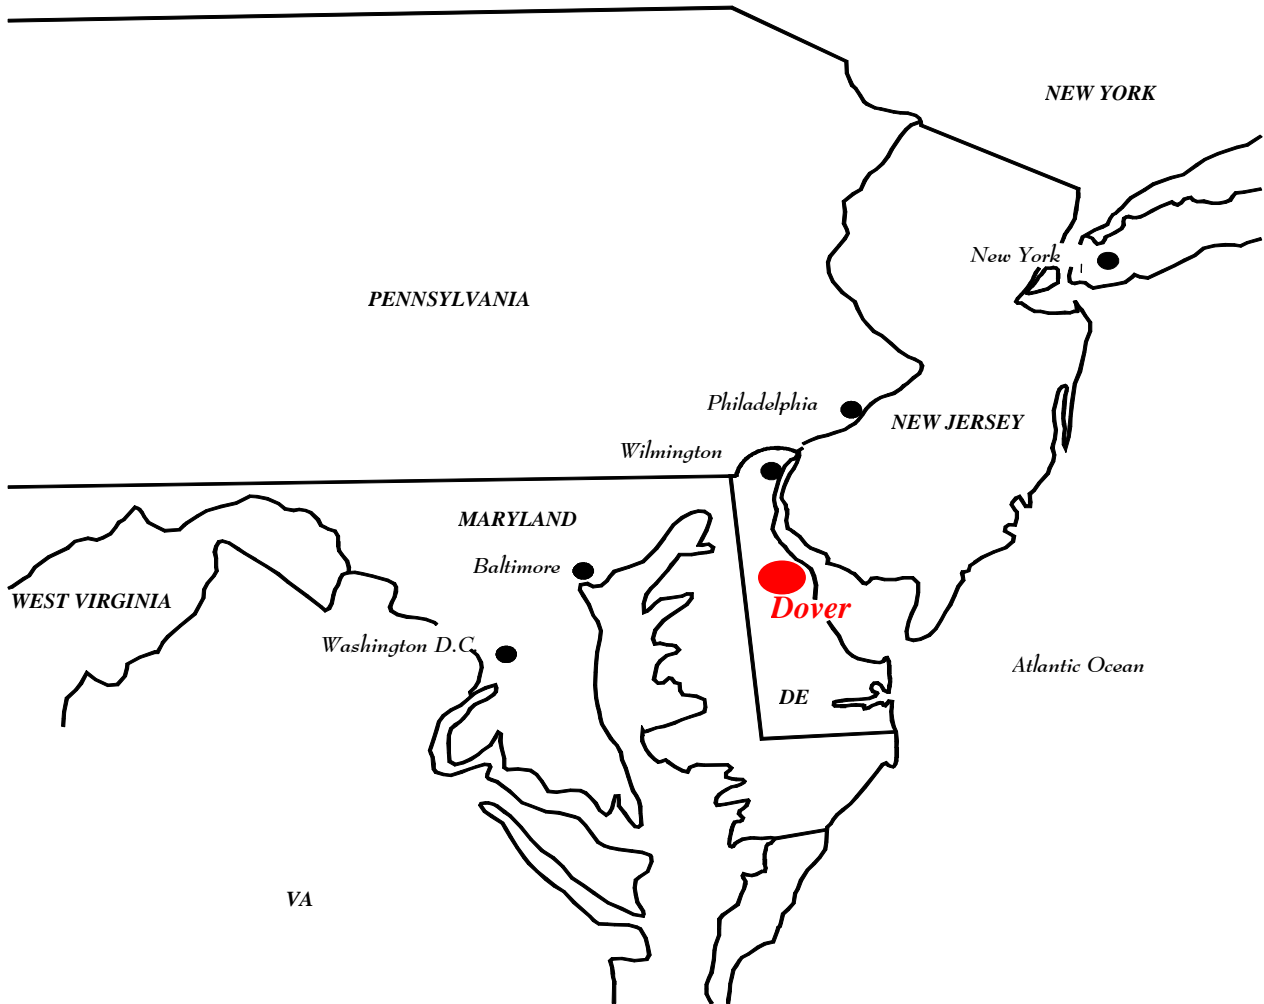 NEW YORK
New York
PENNSYLVANIA
Philadelphia
NEW JERSEY
Wilmington
MARYLAND
Baltimore
WEST VIRGINIA
Dover
Washington D.C.
Atlantic Ocean
DE
VA